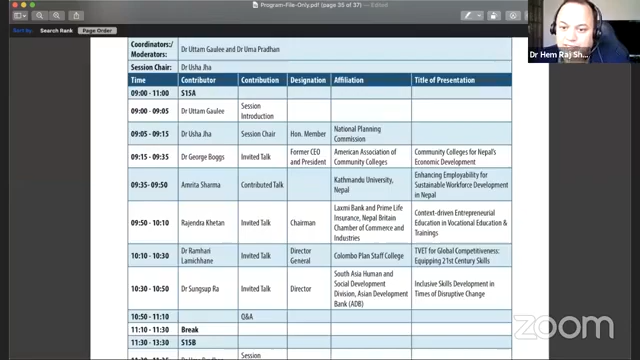 Program-File-Only.pdf (page 35 of 37) — Edited
Sort by: Search Rank Page Order
Dr Hem Raj Sh...
Coordinators:/
Moderators:
Dr Uttam Gaulee and Dr Uma Pradhan
Session Chair: Dr Usha Jha
Time Contributor Contribution Designation Affiliation Title of Presentation
09:00 - 11:00 S15A
09:00 - 09:05 Dr Uttam Gaulee
Session
Introduction
09:05 - 09:15 Dr Usha Jha Session Chair Hon. Member
National Planning
Commission
09:15 - 09:35 Dr George Boggs Invited Talk
Former CEO
and President
American Association of
Community Colleges
Community Colleges for Nepal's
Economic Development
09:35 -09:50 Amrita Sharma Contributed Talk
Kathmandu University,
Nepal
Enhancing Employability for
Sustainable Workforce Development
in Nepal
09:50 - 10:10 Rajendra Khetan Invited Talk Chairman
Laxmi Bank and Prime Life
Insurance, Nepal Britain
Chamber of Commerce and
Industries
Context-driven Entrepreneurial
Education in Vocational Education &
Trainings
10:10 - 10:30
Dr Ramhari
Lamichhane
Invited Talk
Director
General
Colombo Plan Staff College
TVET for Global Competitiveness:
Equipping 21st Century Skills
10:30 - 10:50 Dr Sungsup Ra Invited Talk Director
South Asia Human and
Social Development
Division, Asian Development
Bank (ADB)
Inclusive Skills Development in
Times of Disruptive Change
10:50 - 11:10 Q&A
11:10 - 11:30 Break
11:30 - 13:30 S15B
Session
zoom